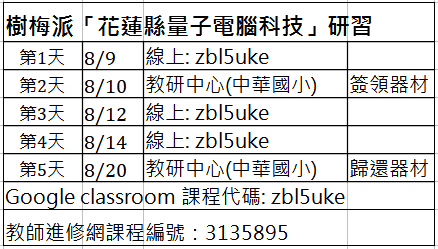 樹梅派「花蓮縣量子電腦科技」研習
第1天 8/9 線上: zbl5uke
第2天 8/10 教研中心(中華國小) 簽領器材
第3天 8/12 線上: zbl5uke
第4天 8/14 線上: zbl5uke
第5天 8/20 教研中心(中華國小) 歸還器材
Google classroom 課程代碼: zbl5uke
教師進修網課程編號：3135895